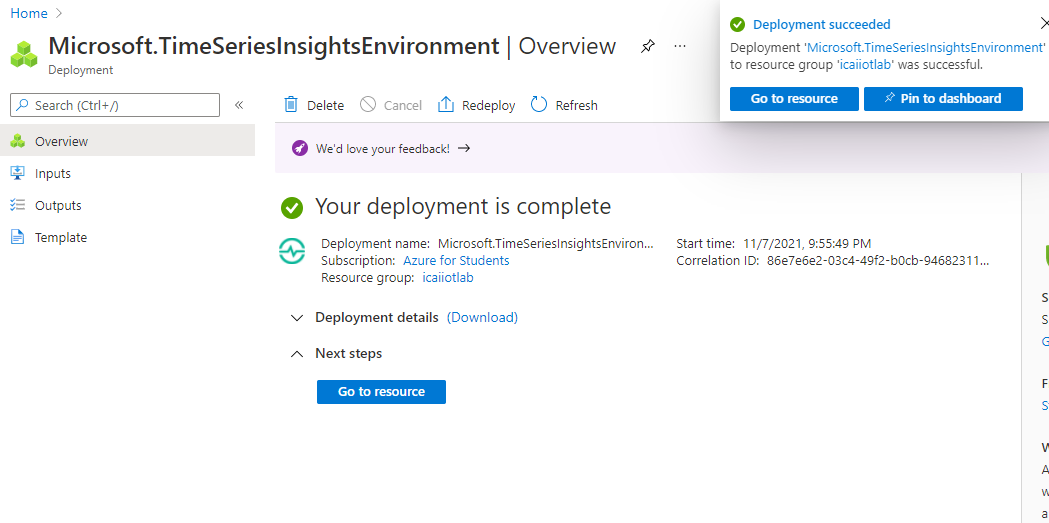 Home
Microsoft.TimeSeriesInsightsEnvironment | Overview
Deployment
Search (Ctrl+/)
Overview
Inputs
Outputs
Template
Delete
Cancel
Redeploy
Refresh
We'd love your feedback! →
Your deployment is complete
Deployment name: Microsoft.TimeSeriesInsightsEnviron...
Subscription: Azure for Students
Resource group: icaiiotlab
Start time: 11/7/2021, 9:55:49 PM
Correlation ID: 86e7e6e2-03c4-49f2-b0cb-94682311...
Deployment details (Download)
Next steps
Go to resource
Deployment succeeded
Deployment 'Microsoft.TimeSeriesInsightsEnvironment'
to resource group 'icaiiotlab' was successful.
Go to resource
Pin to dashboard
S
S
G
F
S
W
A
w
a